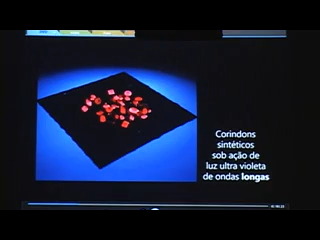 Corindons
sintéticos
sob ação de
luz ultra violeta
de ondas longas